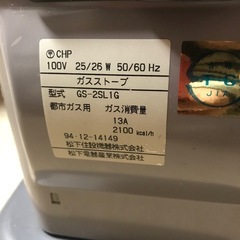 〒 CHP
100V 25/26 W 50/60 Hz
ガスストーブ
型式 GS-2SL1G
都市ガス用 ガス消費量
13A
2100 kcal/h
94·12-14149
松下住設機器株式会社
松下電器産業株式会社